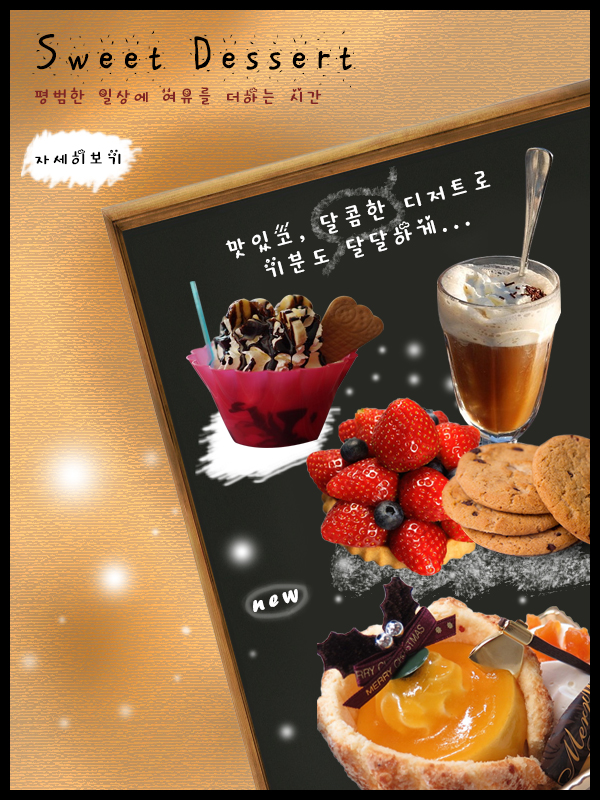 Sweet Dessert
평범한 일상에 여유를 더하는 시간
자세히보기
맛있고, 달콤한 디저트로
기분도 달달하게...
new
MERRY CHRISTMAS